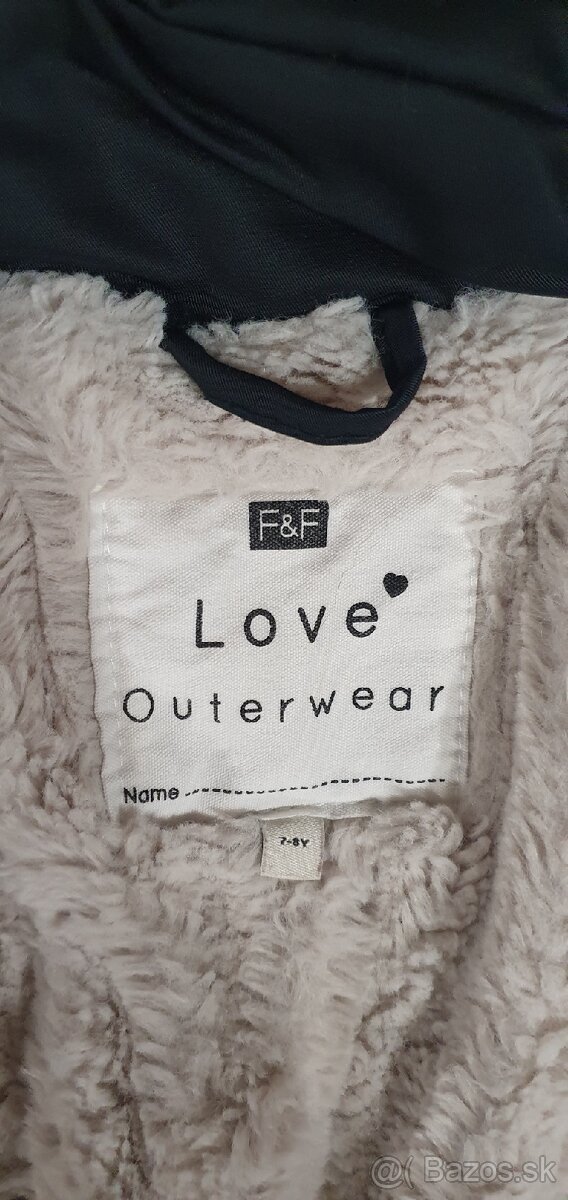 F&F
Love
Outerwear
Name
7-8Y
Bazos.sk